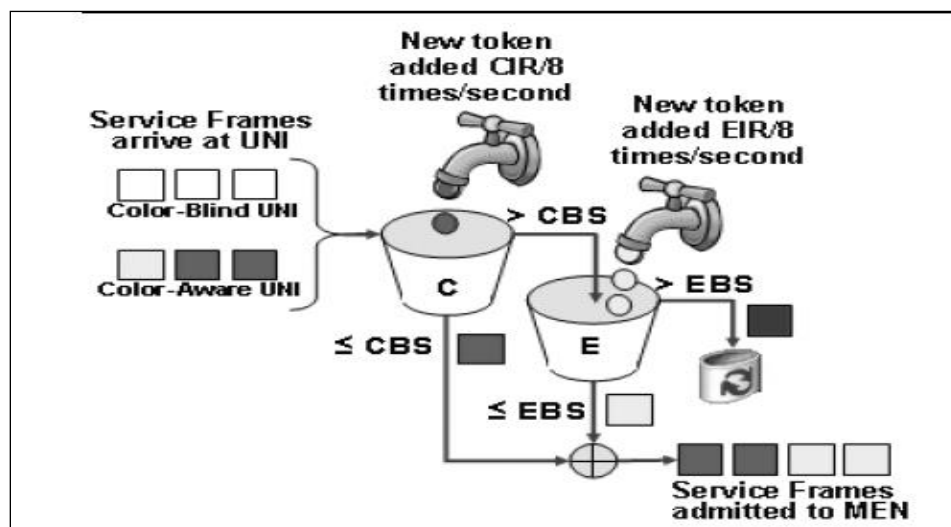 New token
added CIR/8
times/second
New token
added EIR/8
times/second
Service Frames
arrive at UNI
Color-Blind UNI
> CBS
Color-Aware UNI
C
> EBS
≤ CBS
E
≤ EBS
Service Frames
admitted to MEN